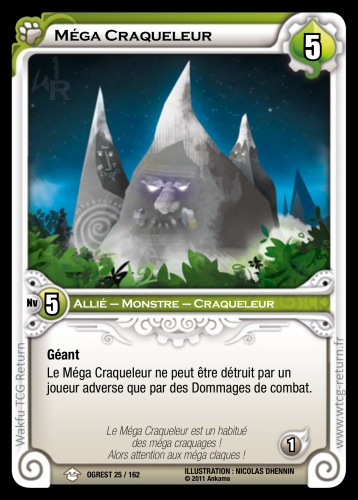 Méga Craqueleur
5
Nv 5 Allié – Monstre – Craqueleur
Géant
Le Méga Craqueleur ne peut être détruit par un
joueur adverse que par des Dommages de combat.
Le Méga Craqueleur est un habitué
des méga craquages !
Alors attention aux méga claques !
1
OGREST 25 / 162
ILLUSTRATION : NICOLAS DHENNIN
© 2011 Ankama
Wakfu TCG Return
www.wtcg-return.fr